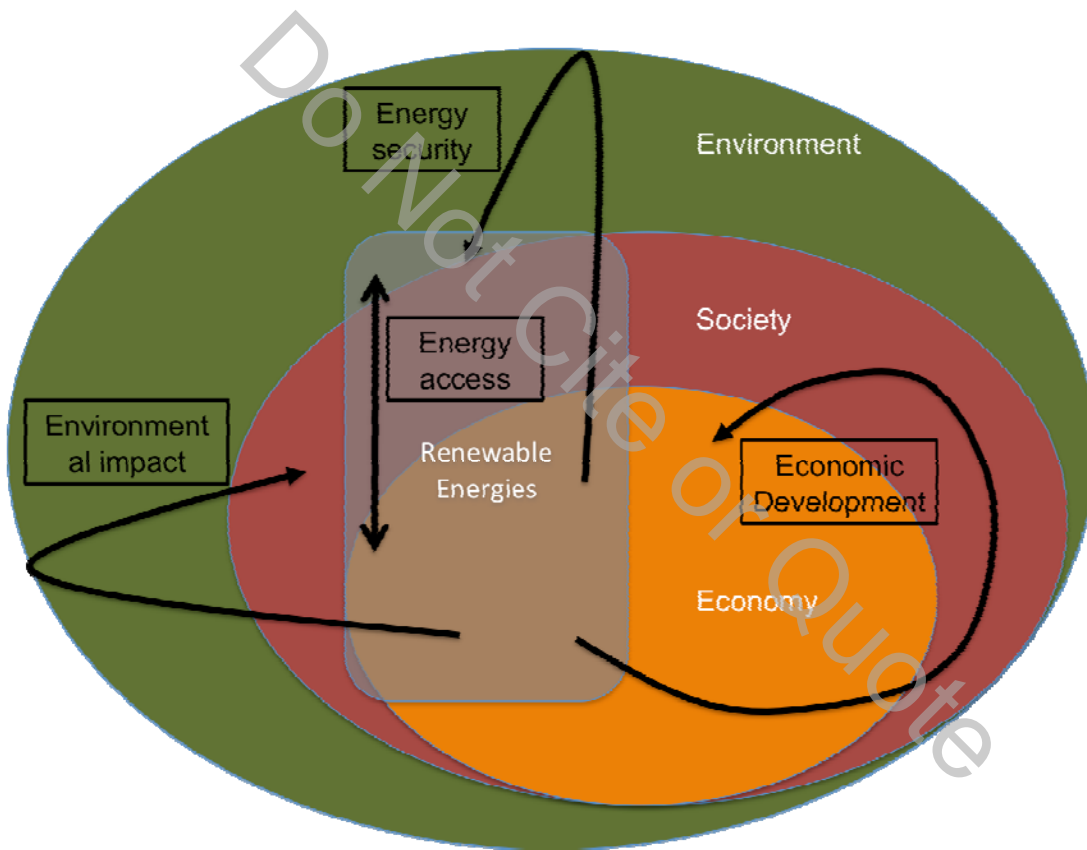 Energy
security
Environment
Society
Energy
access
Environment
al impact
Renewable
Energies
Economic
Development
Economy
Do Not Cite or Quote